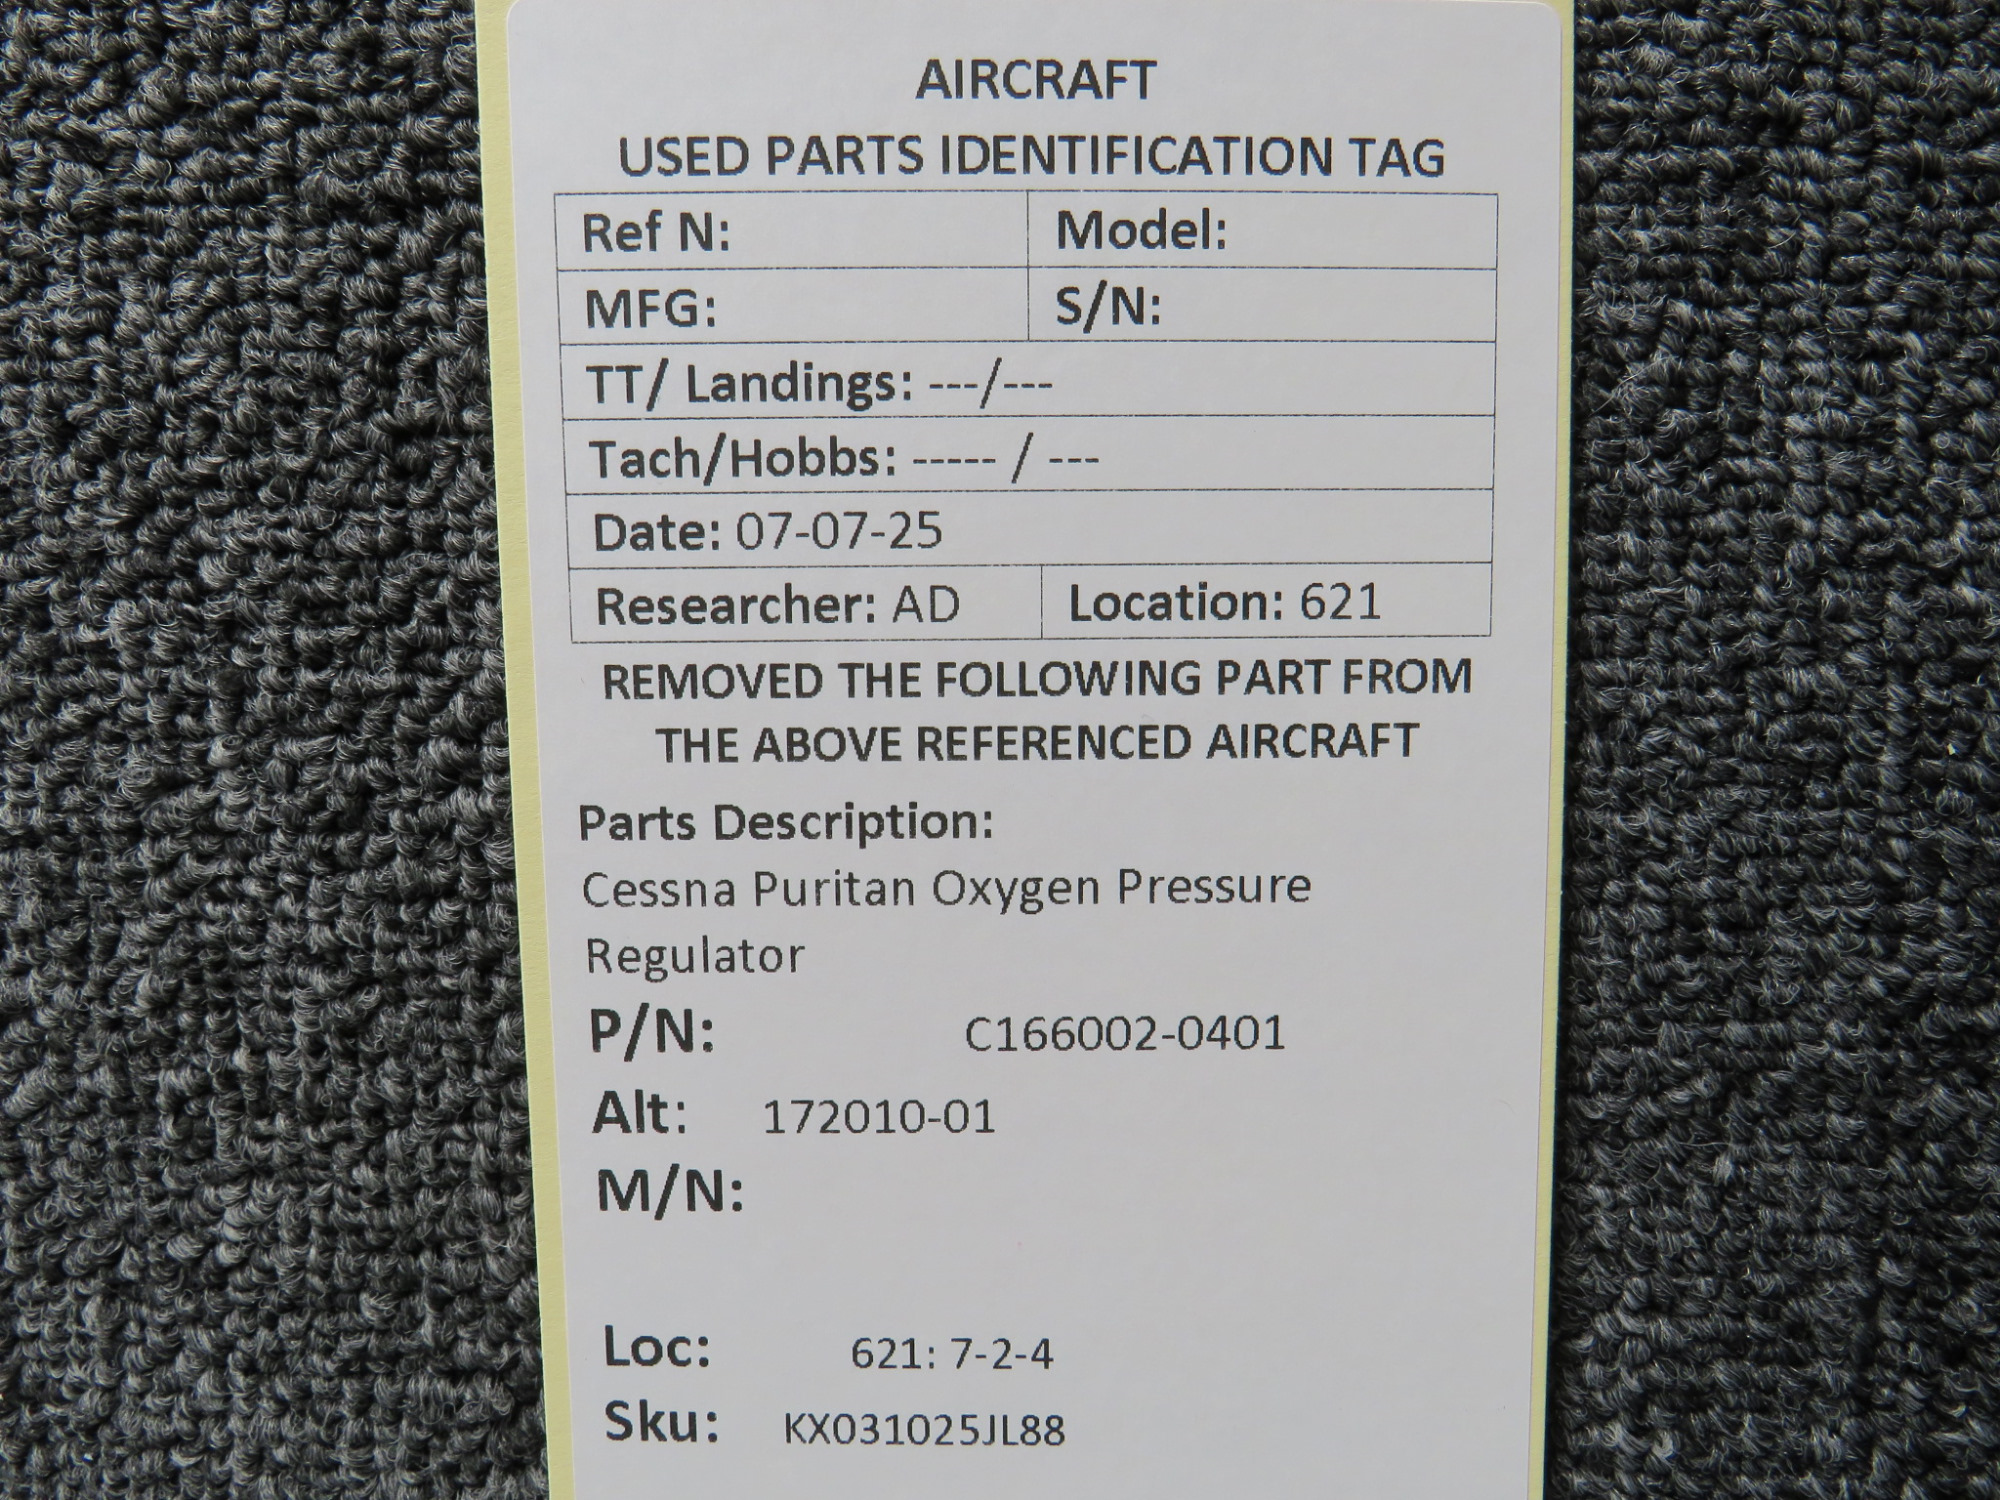 AIRCRAFT
USED PARTS IDENTIFICATION TAG
Ref N: Model:
MFG: S/N:
TT/ Landings: ---/---
Tach/Hobbs: ----- / ---
Date: 07-07-25
Researcher: AD Location: 621
REMOVED THE FOLLOWING PART FROM
THE ABOVE REFERENCED AIRCRAFT
Parts Description:
Cessna Puritan Oxygen Pressure
Regulator
P/N: C166002-0401
Alt: 172010-01
M/N:
Loc: 621: 7-2-4
Sku: KX031025JL88